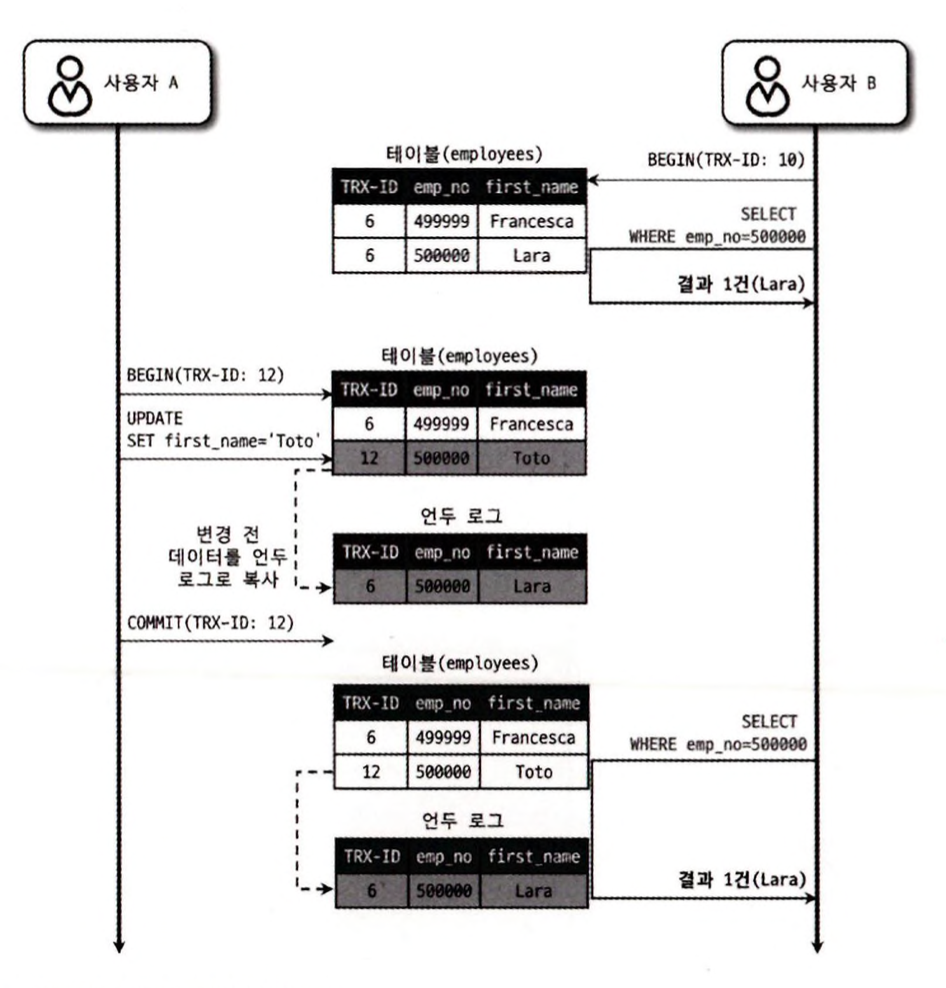 사용자 A
사용자 B
테이블(employees)
BEGIN(TRX-ID: 10)
TRX-ID emp_no first_name
6 499999 Francesca
6 500000 Lara
SELECT
WHERE emp_no=500000
결과 1건(Lara)
테이블(employees)
BEGIN(TRX-ID: 12)
TRX-ID emp_no first_name
UPDATE
SET first_name='Toto'
6 499999 Francesca
12 500000 Toto
언두 로그
변경 전
데이터를 언두
로그로 복사
TRX-ID emp_no first_name
6 500000 Lara
COMMIT(TRX-ID: 12)
테이블(employees)
TRX-ID emp_no first_name
6 499999 Francesca
12 500000 Toto
SELECT
WHERE emp_no=500000
언두 로그
TRX-ID emp_no first_name
6 500000 Lara
결과 1건(Lara)